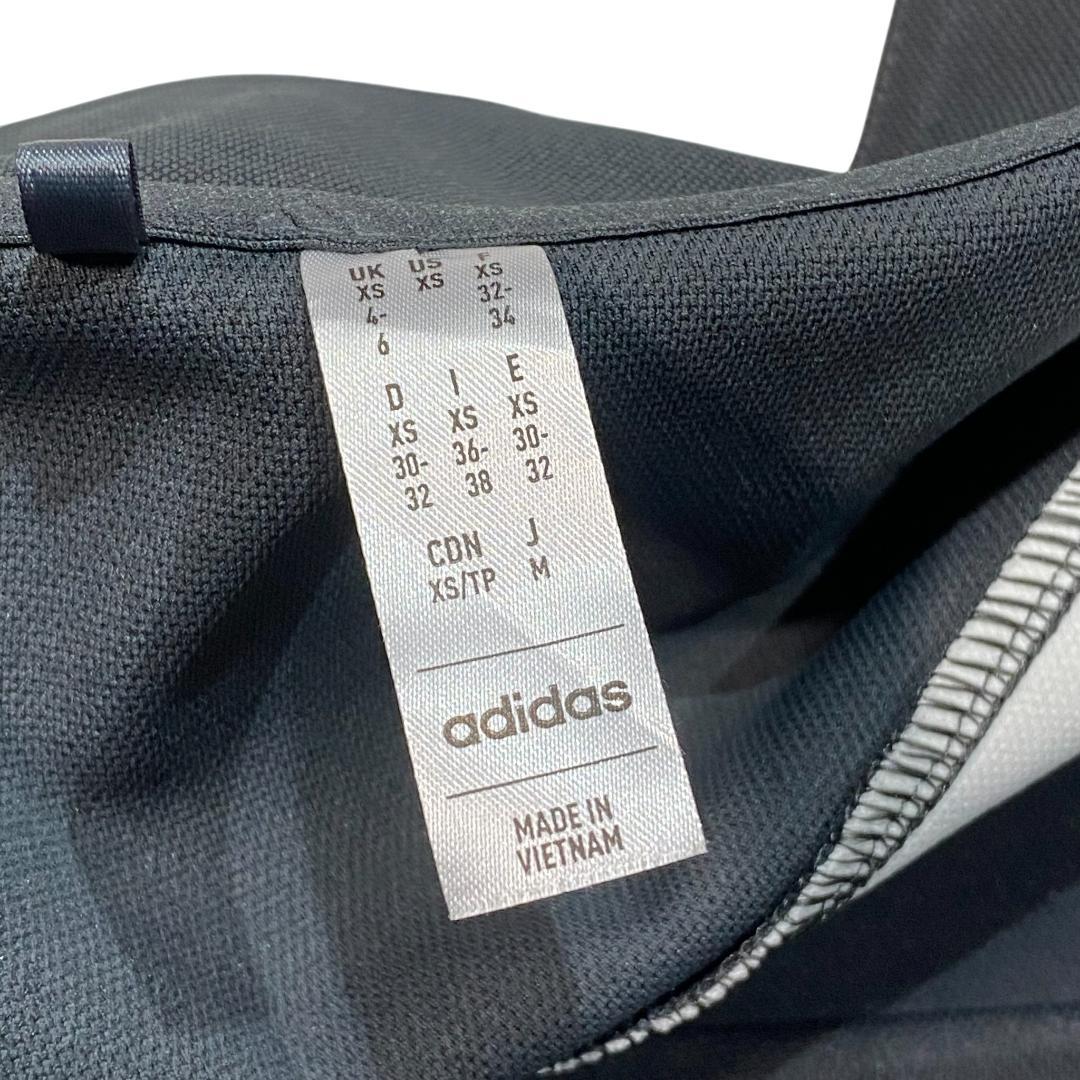 UK US F
XS XS XS
4- 32-
6 34
D I E
XS XS XS
30- 36- 30-
32 38 32
CDN J
XS/TP M
adidas
MADE IN
VIETNAM